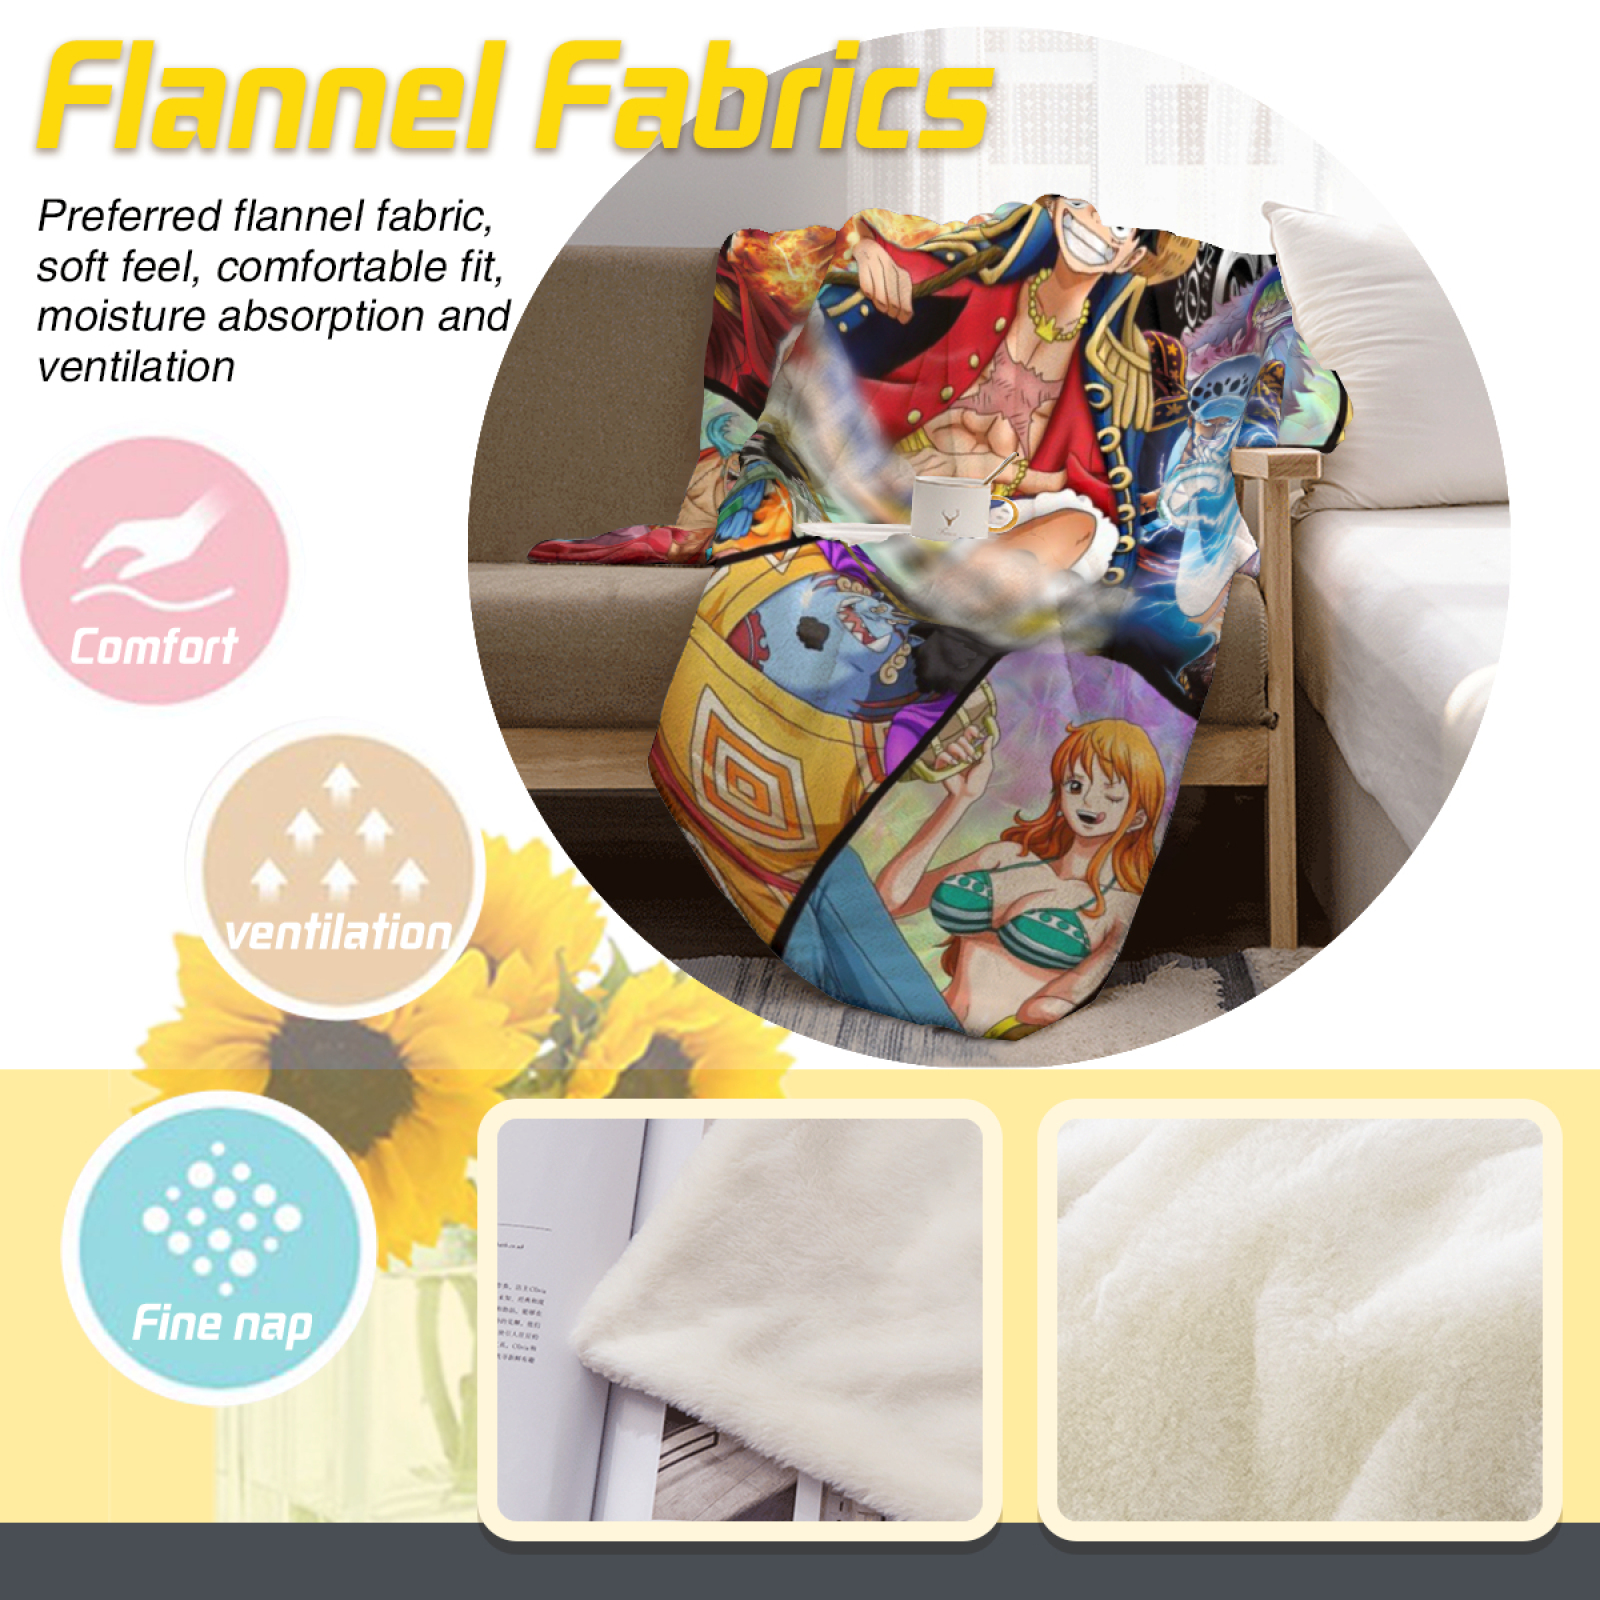 Flannel Fabrics
Preferred flannel fabric,
soft feel, comfortable fit,
moisture absorption and
ventilation
Comfort
ventilation
Fine nap